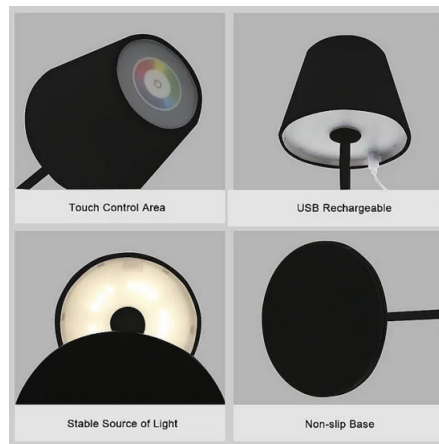 Touch Control Area
USB Rechargeable
Stable Source of Light
Non-slip Base